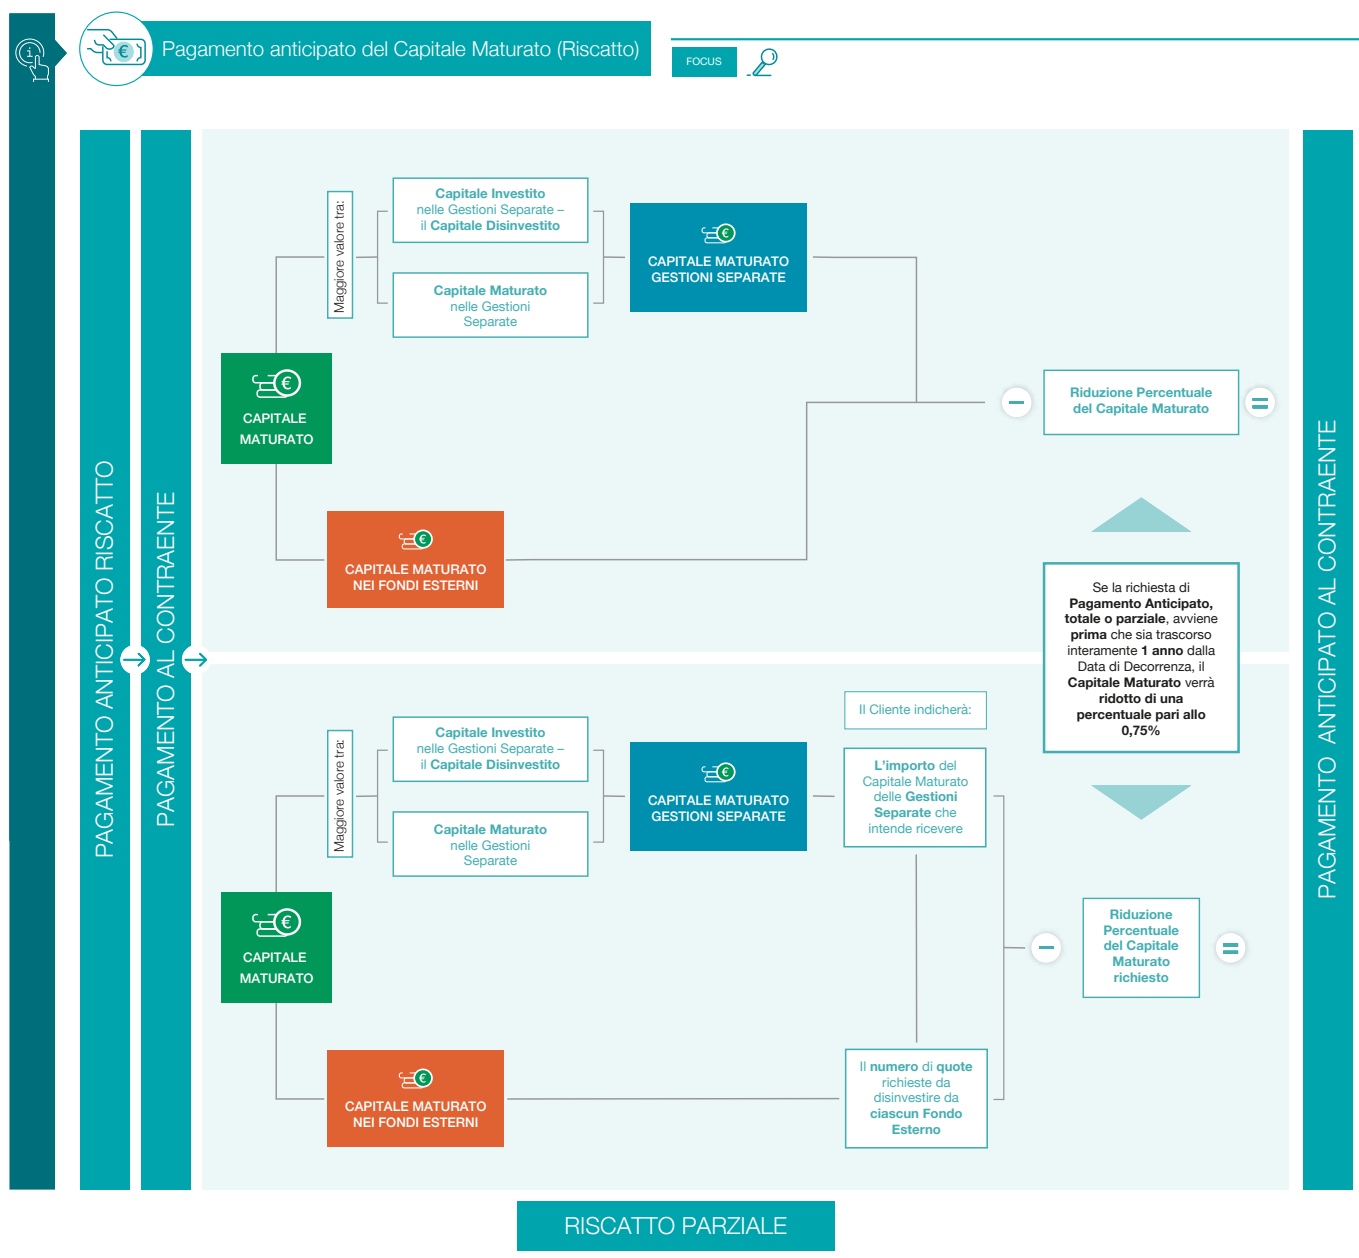 Pagamento anticipato del Capitale Maturato (Riscatto)
FOCUS
PAGAMENTO ANTICIPATO RISCATTO
PAGAMENTO AL CONTRAENTE
Maggiore valore tra:
Capitale Investito
nelle Gestioni Separate –
il Capitale Disinvestito
Capitale Maturato
nelle Gestioni
Separate
€
CAPITALE MATURATO
GESTIONI SEPARATE
€
CAPITALE
MATURATO
€
CAPITALE MATURATO
NEI FONDI ESTERNI
Riduzione Percentuale
del Capitale Maturato
Se la richiesta di
Pagamento Anticipato,
totale o parziale, avviene
prima che sia trascorso
interamente 1 anno dalla
Data di Decorrenza, il
Capitale Maturato verrà
ridotto di una
percentuale pari allo
0,75%
Maggiore valore tra:
Capitale Investito
nelle Gestioni Separate –
il Capitale Disinvestito
Capitale Maturato
nelle Gestioni
Separate
€
CAPITALE MATURATO
GESTIONI SEPARATE
Il Cliente indicherà:
L'importo del
Capitale Maturato
delle Gestioni
Separate che
intende ricevere
€
CAPITALE
MATURATO
€
CAPITALE MATURATO
NEI FONDI ESTERNI
Il numero di quote
richieste da
disinvestire da
ciascun Fondo
Esterno
Riduzione
Percentuale
del Capitale
Maturato
richiesto
PAGAMENTO ANTICIPATO AL CONTRAENTE
RISCATTO PARZIALE